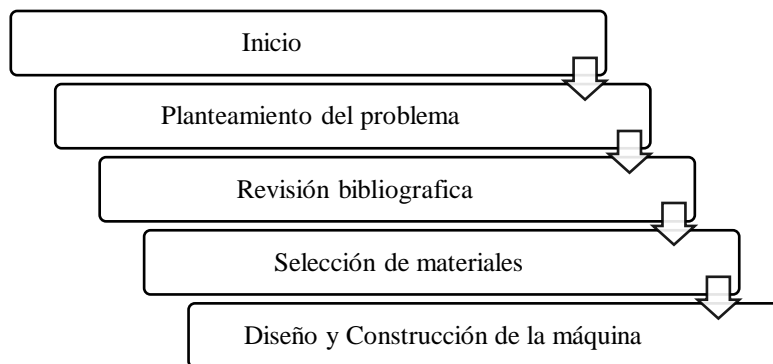 Inicio
Planteamiento del problema
Revisión bibliografica
Selección de materiales
Diseño y Construcción de la máquina